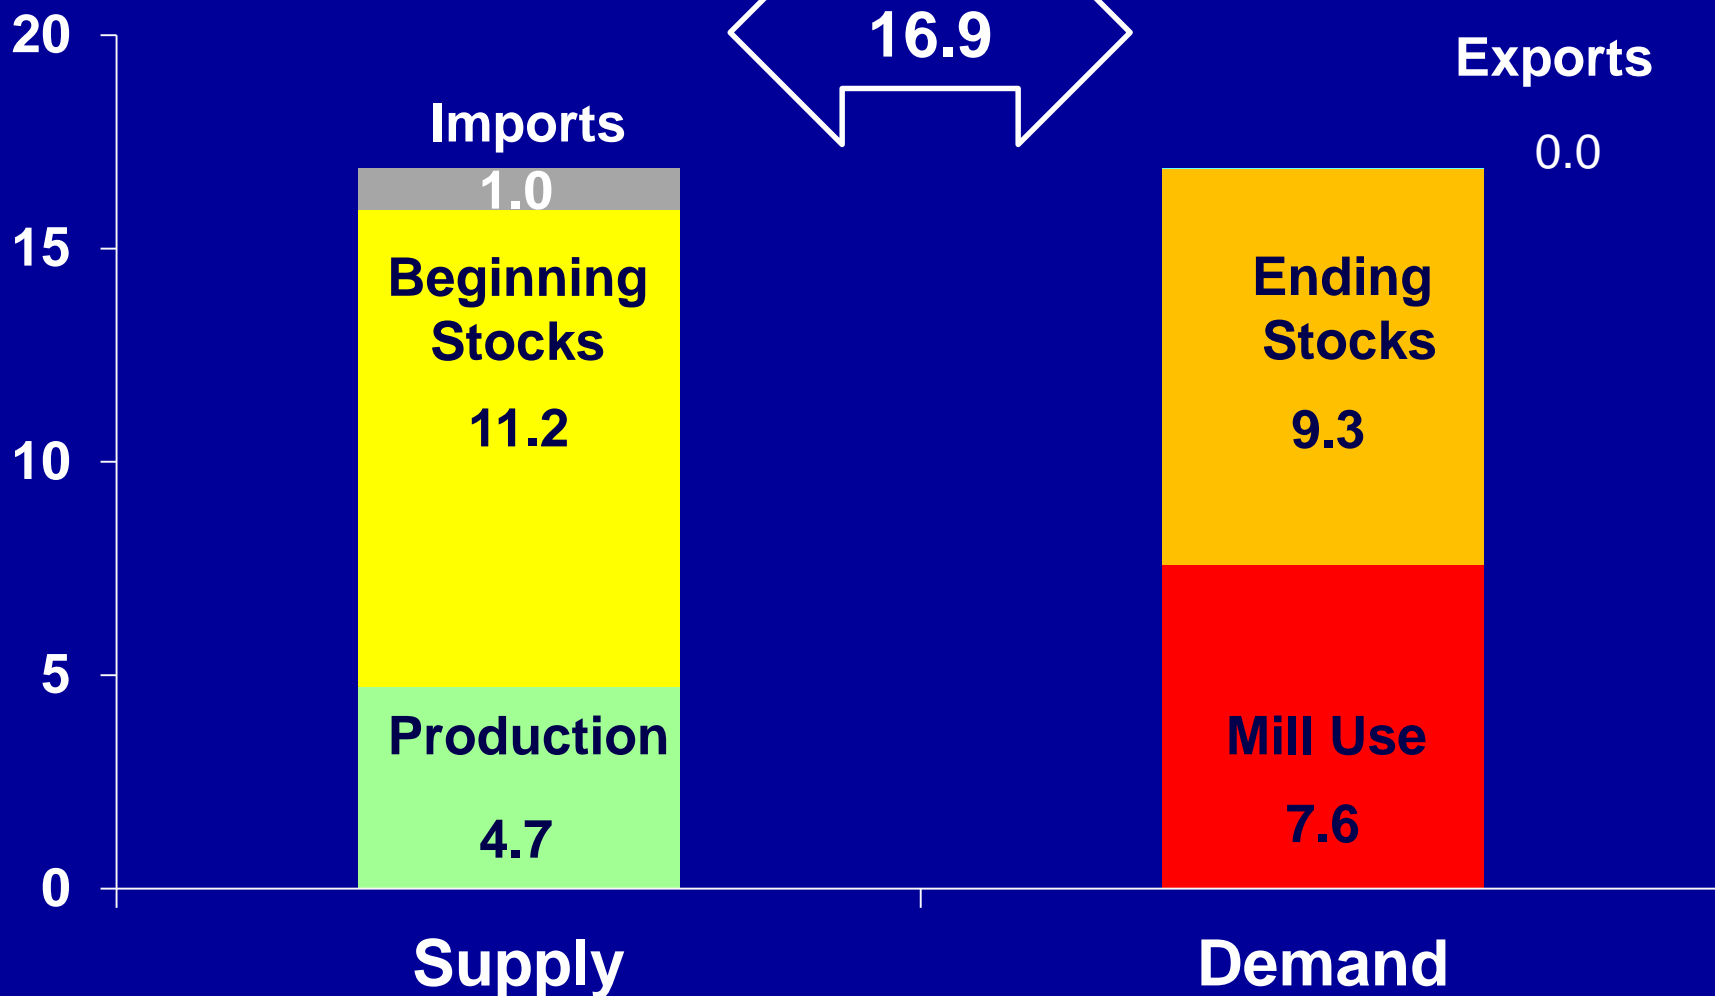 16.9
20
15
10
5
0
Imports
1.0
Beginning
Stocks
11.2
Production
4.7
Supply
Exports
0.0
Ending
Stocks
9.3
Mill Use
7.6
Demand